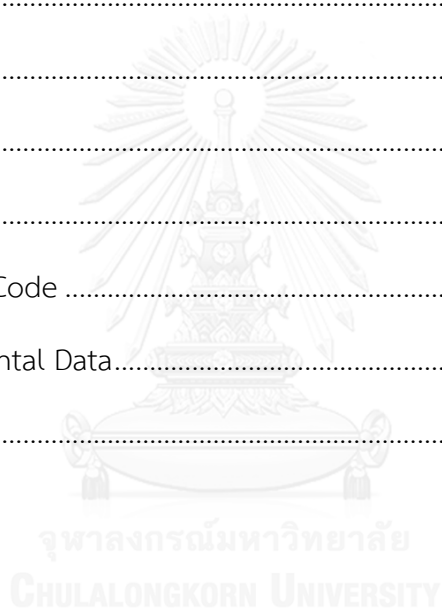 ................................................................
................................................................
................................................................
................................................................
Code ......................................................
ntal Data...............................................
................................................................
จุฬาลงกรณ์มหาวิทยาลัย
CHULALONGKORN UNIVERSITY